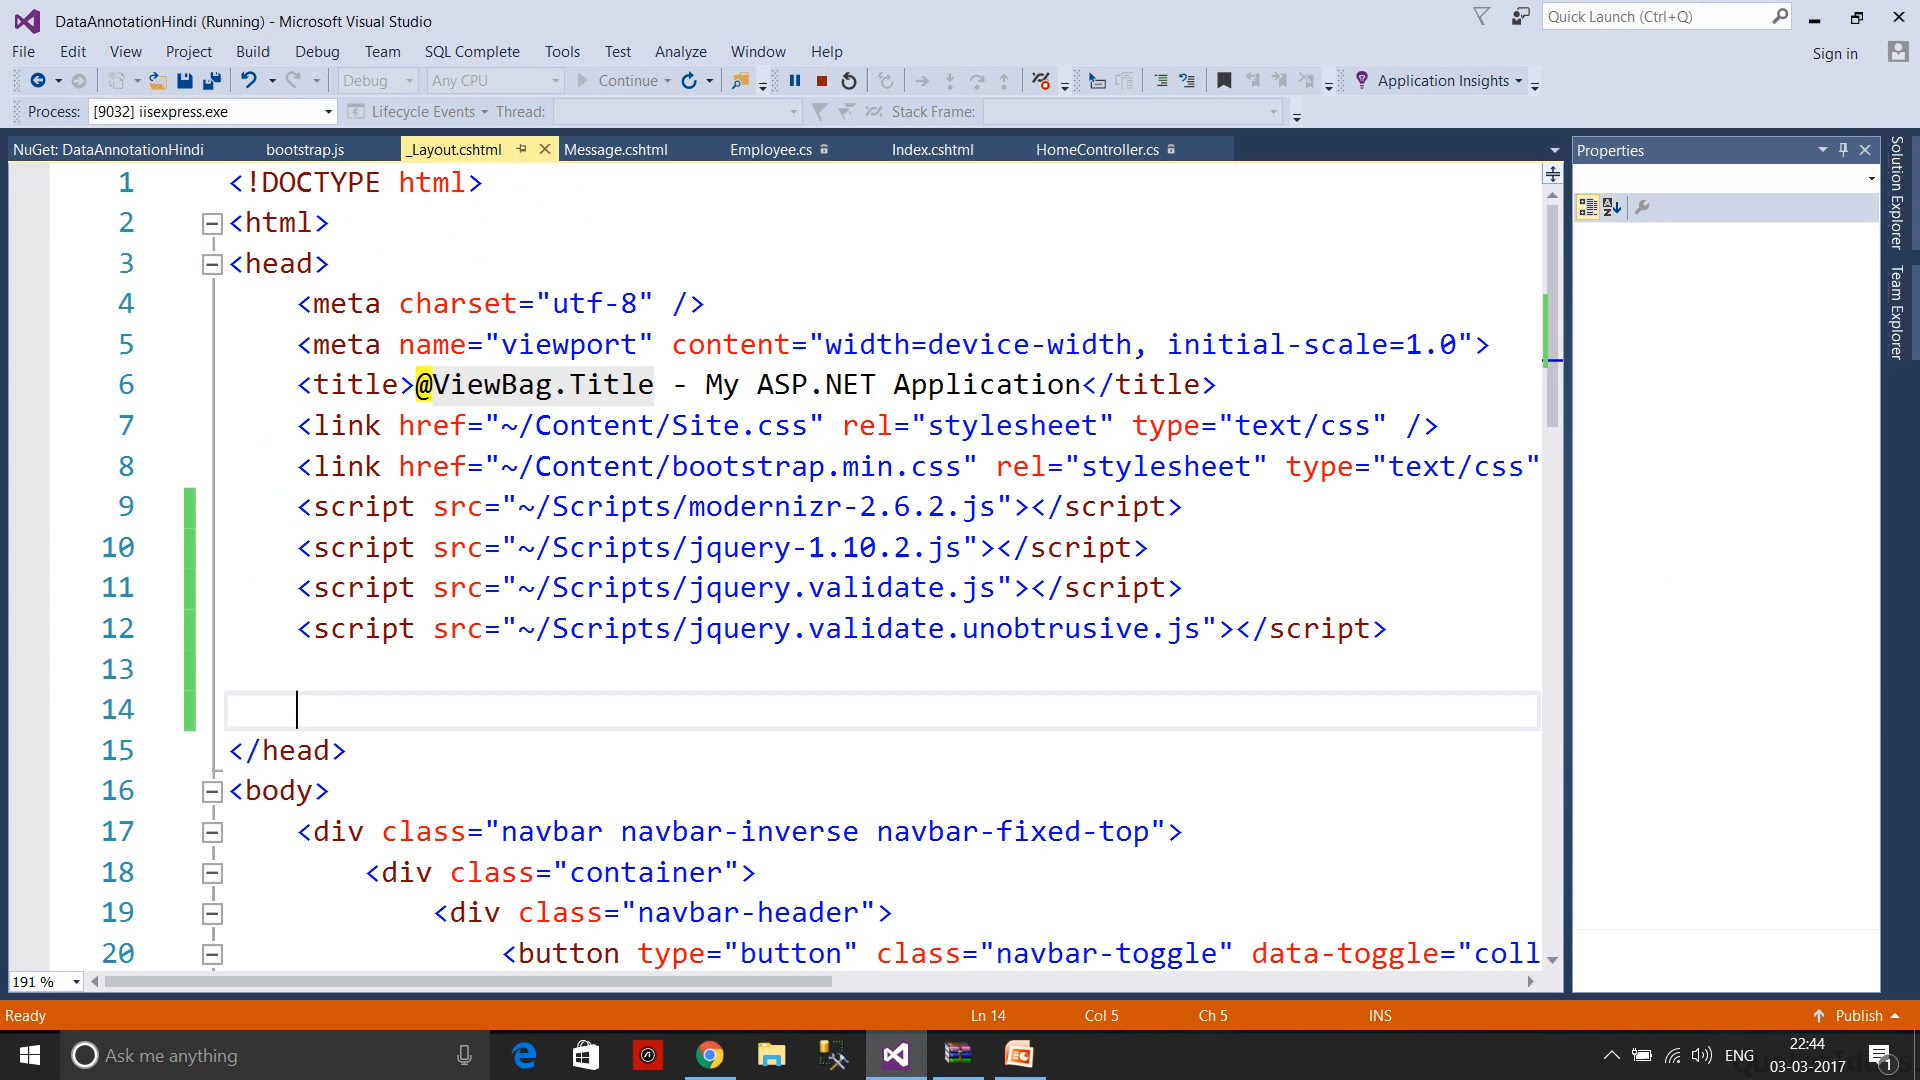 DataAnnotationHindi (Running) - Microsoft Visual Studio
Quick Launch (Ctrl+Q)
File Edit View Project Build Debug Team SQL Complete Tools Test Analyze Window Help
Sign in
Debug Any CPU Continue Application Insights
Process: [9032] iisexpress.exe Lifecycle Events Thread: Stack Frame:
NuGet: DataAnnotationHindi bootstrap.js _Layout.cshtml Message.cshtml Employee.cs Index.cshtml HomeController.cs
Properties
Solution Explorer
Team Explorer
1 <!DOCTYPE html>
2 <html>
3 <head>
4 <meta charset="utf-8" />
5 <meta name="viewport" content="width=device-width, initial-scale=1.0">
6 <title>@ViewBag.Title - My ASP.NET Application</title>
7 <link href="~/Content/Site.css" rel="stylesheet" type="text/css" />
8 <link href="~/Content/bootstrap.min.css" rel="stylesheet" type="text/css"
9 <script src="~/Scripts/modernizr-2.6.2.js"></script>
10 <script src="~/Scripts/jquery-1.10.2.js"></script>
11 <script src="~/Scripts/jquery.validate.js"></script>
12 <script src="~/Scripts/jquery.validate.unobtrusive.js"></script>
13
14
15 </head>
16 <body>
17 <div class="navbar navbar-inverse navbar-fixed-top">
18 <div class="container">
19 <div class="navbar-header">
20 <button type="button" class="navbar-toggle" data-toggle="coll
191 %
Ready Ln 14 Col 5 Ch 5 INS Publish
Ask me anything
ENG
22:44
03-03-2017
1